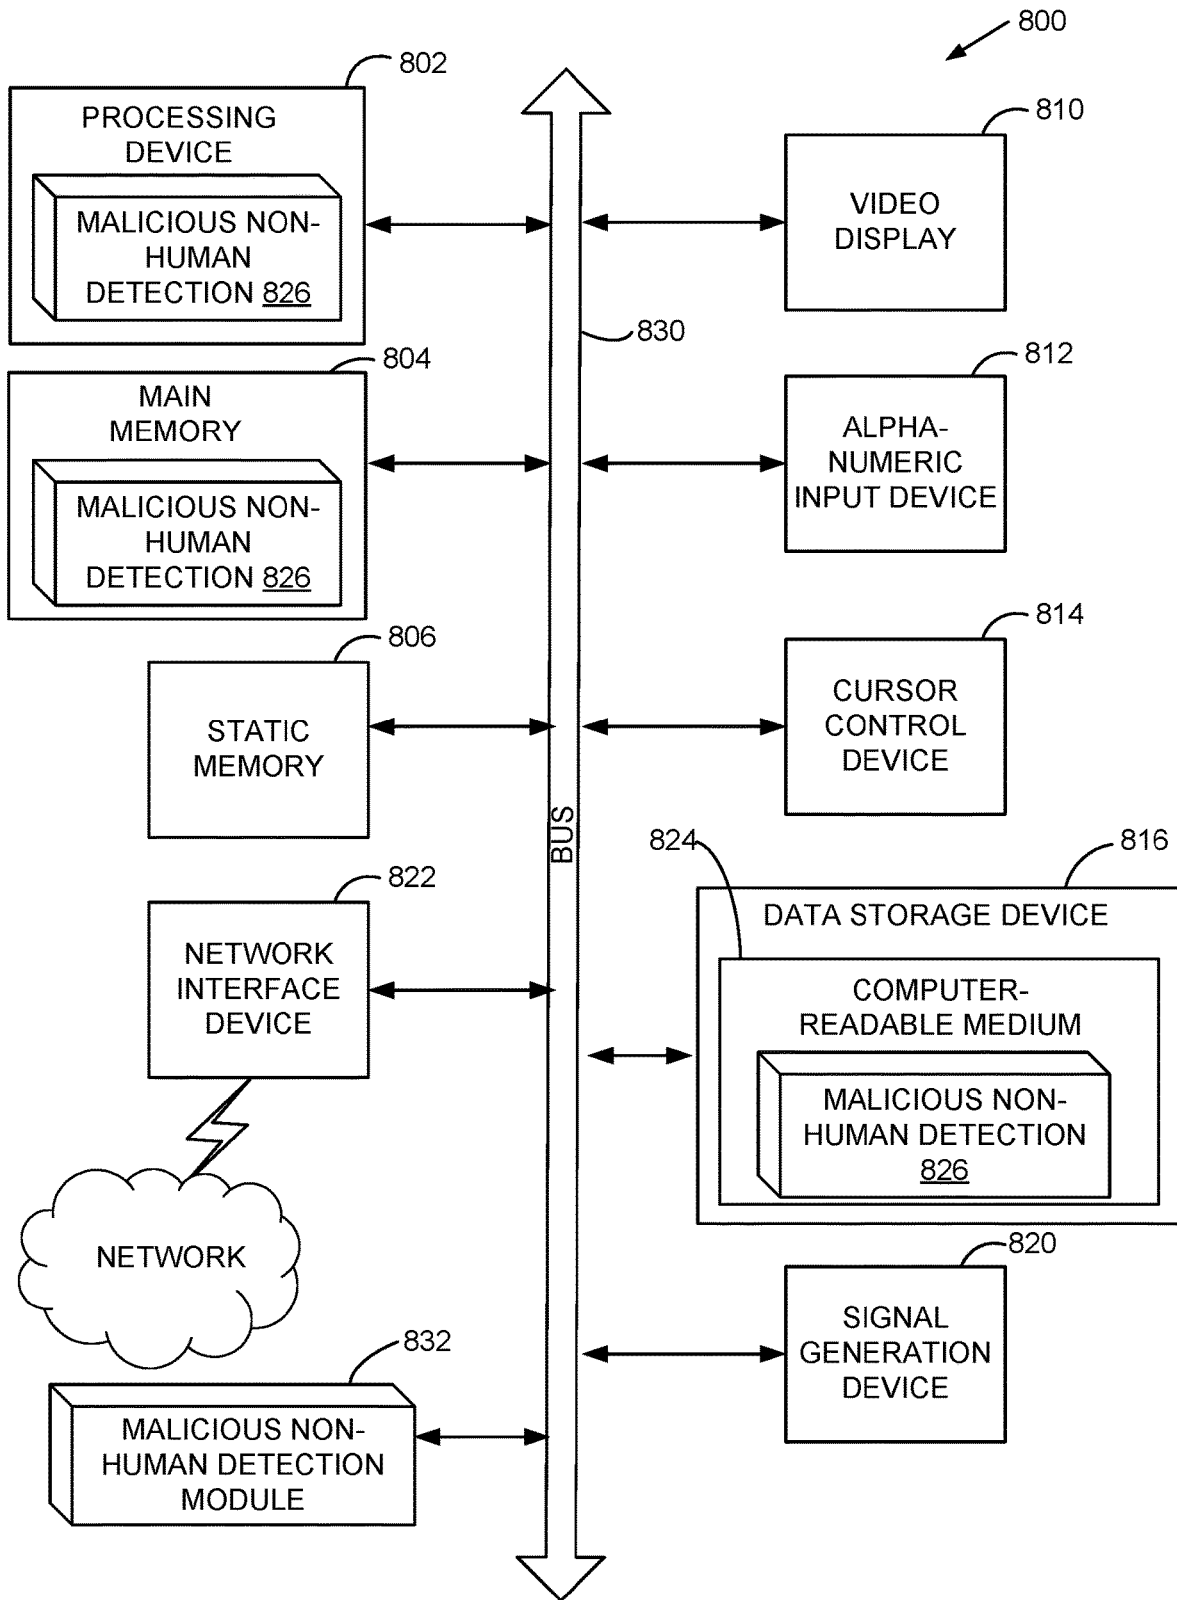 800
802
PROCESSING
DEVICE
MALICIOUS NON-
HUMAN
DETECTION 826
810
VIDEO
DISPLAY
830
804
MAIN
MEMORY
MALICIOUS NON-
HUMAN
DETECTION 826
812
ALPHA-
NUMERIC
INPUT DEVICE
806
STATIC
MEMORY
814
CURSOR
CONTROL
DEVICE
BUS
822
NETWORK
INTERFACE
DEVICE
824
816
DATA STORAGE DEVICE
COMPUTER-
READABLE MEDIUM
MALICIOUS NON-
HUMAN DETECTION
826
NETWORK
820
SIGNAL
GENERATION
DEVICE
832
MALICIOUS NON-
HUMAN DETECTION
MODULE